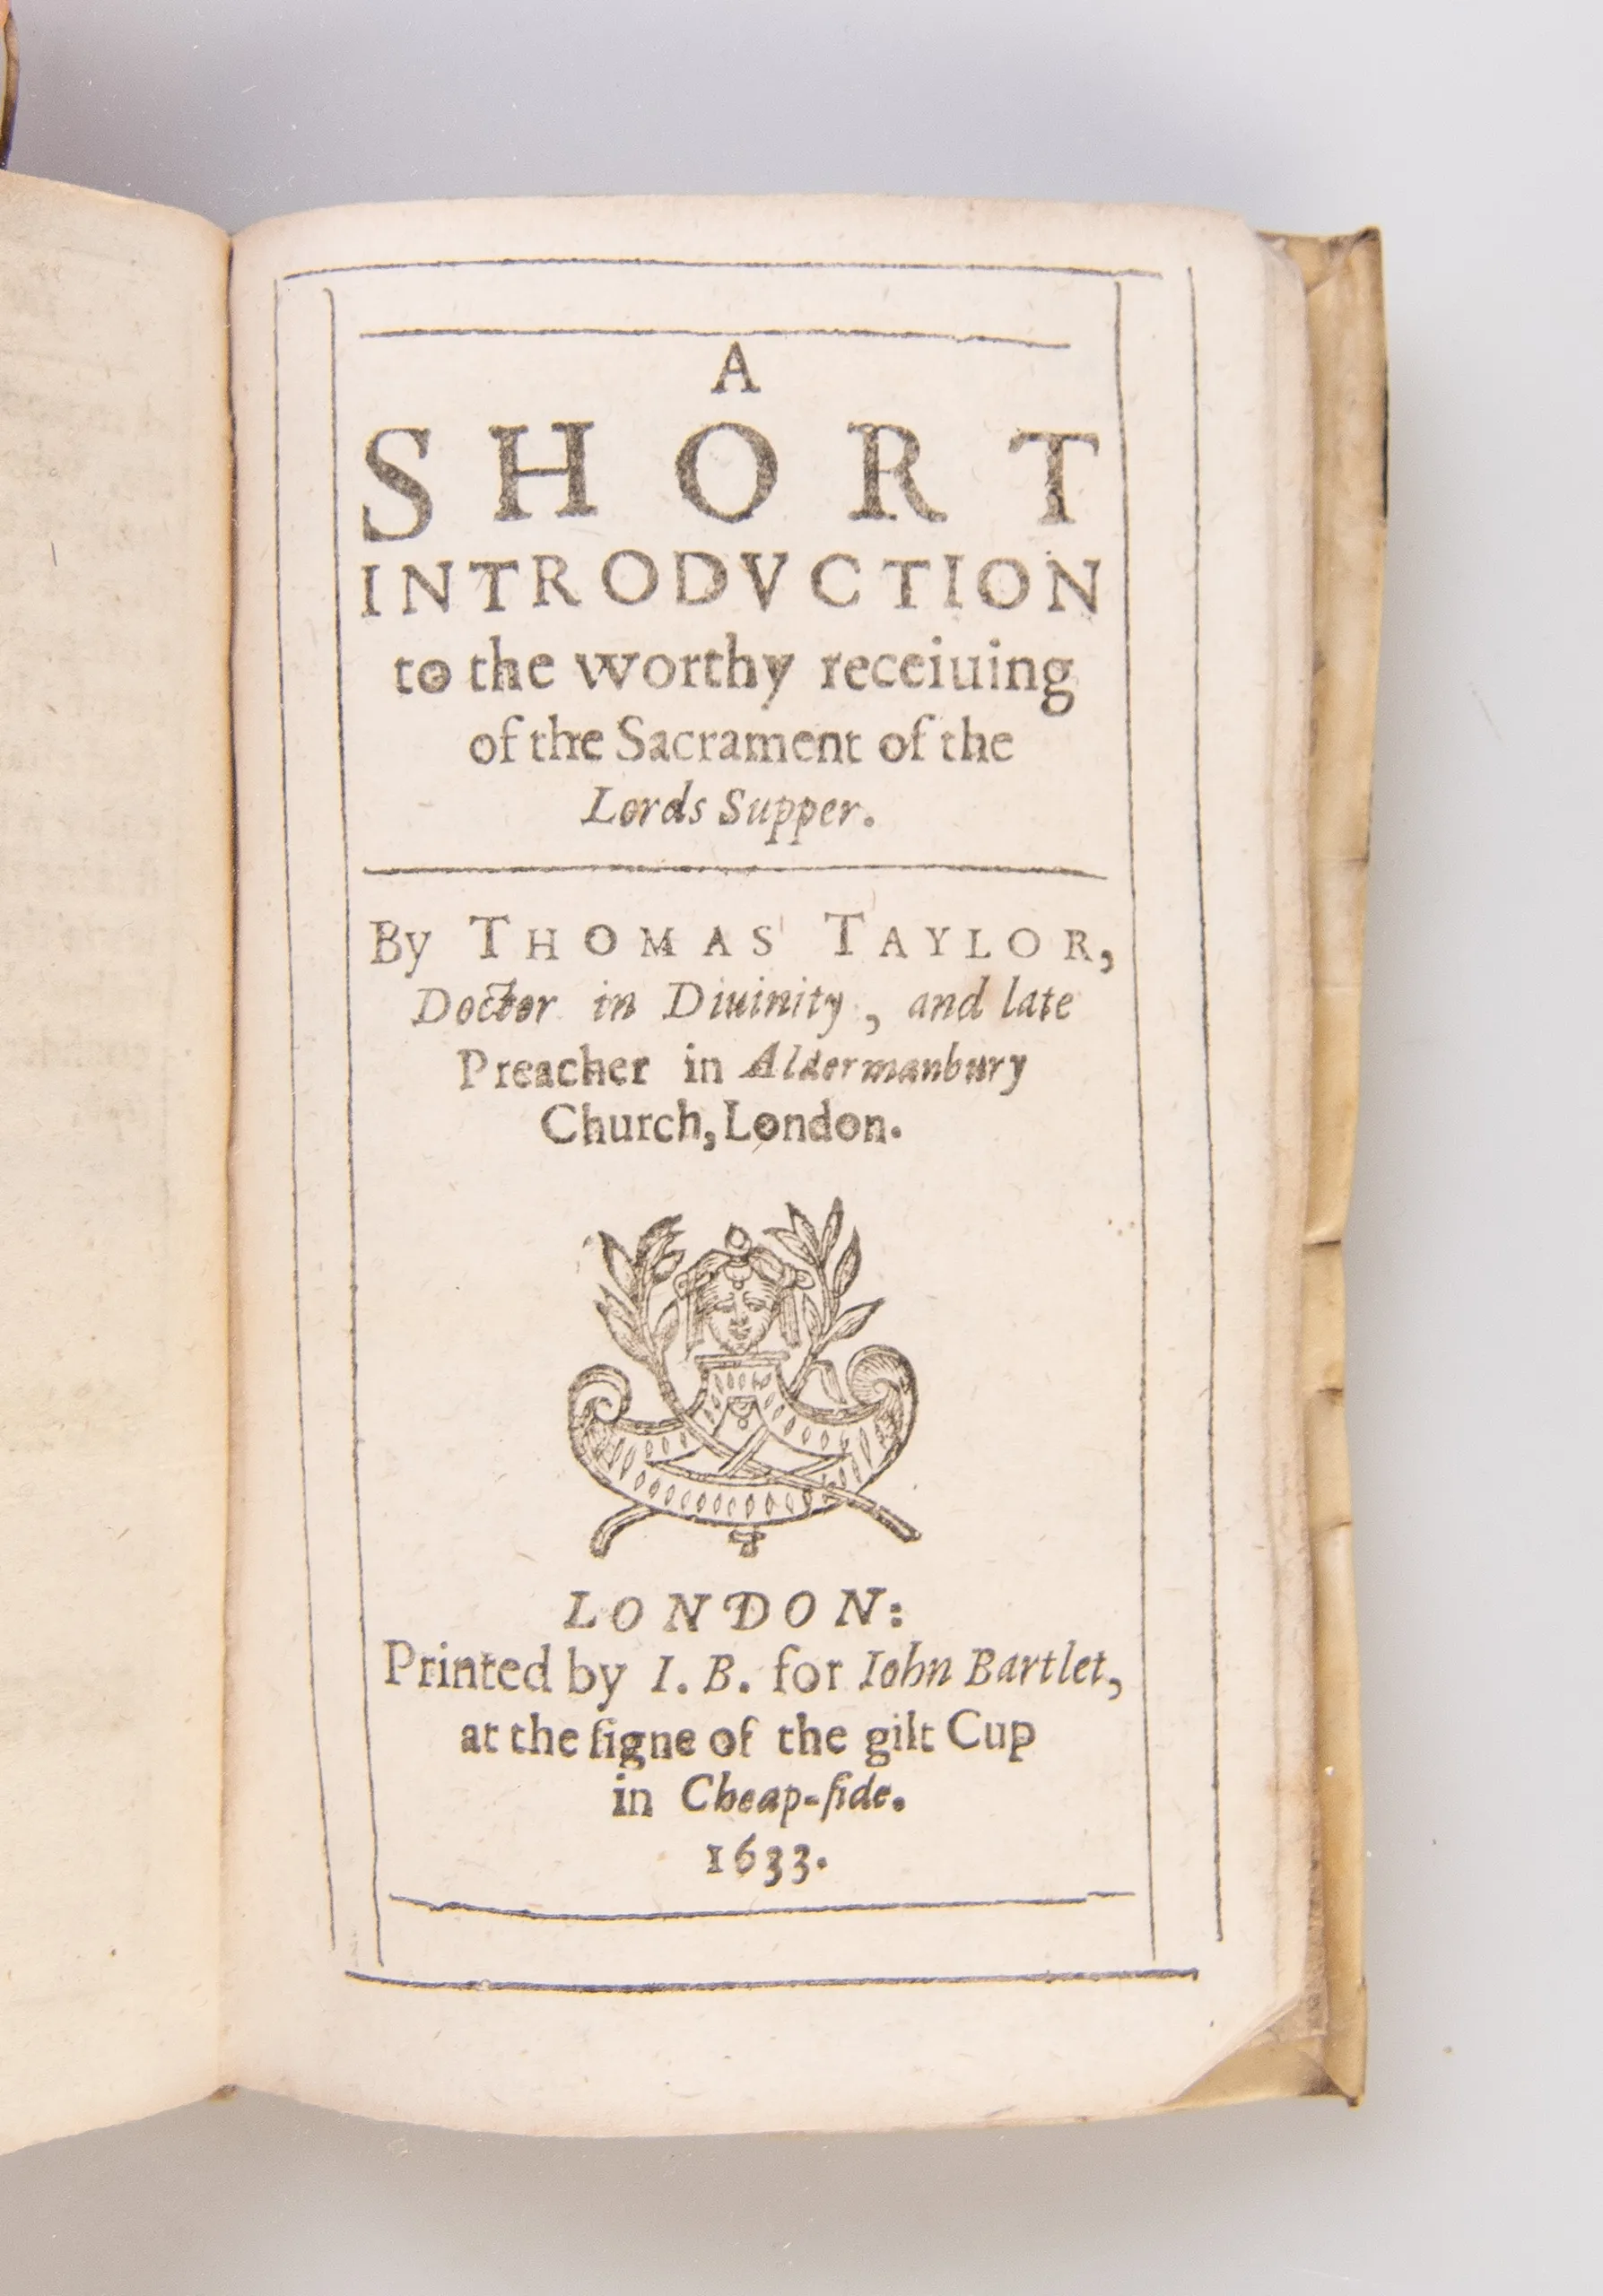 A
SHORT
INTRODVCTION
to the worthy receiuing
of the Sacrament of the
Lords Supper.
By THOMAS TAYLOR,
Doctor in Diuinity, and late
Preacher in Aldermanbury
Church, London.
LONDON:
Printed by I. B. for Iohn Bartlet,
at the ſigne of the gilt Cup
in Cheap-ſide.
1633.